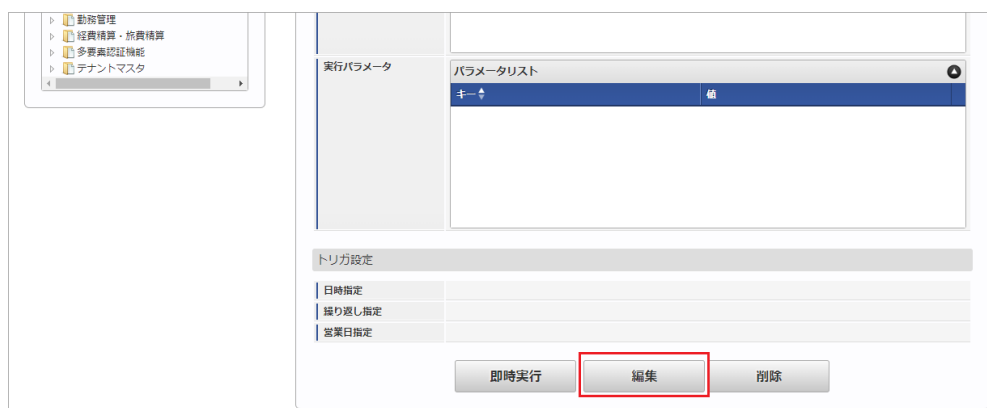 勤務管理
経費精算・旅費精算
多要素認証機能
テナントマスタ
実行パラメータ
パラメータリスト
キー
値
トリガ設定
日時指定
繰り返し指定
営業日指定
即時実行
編集
削除